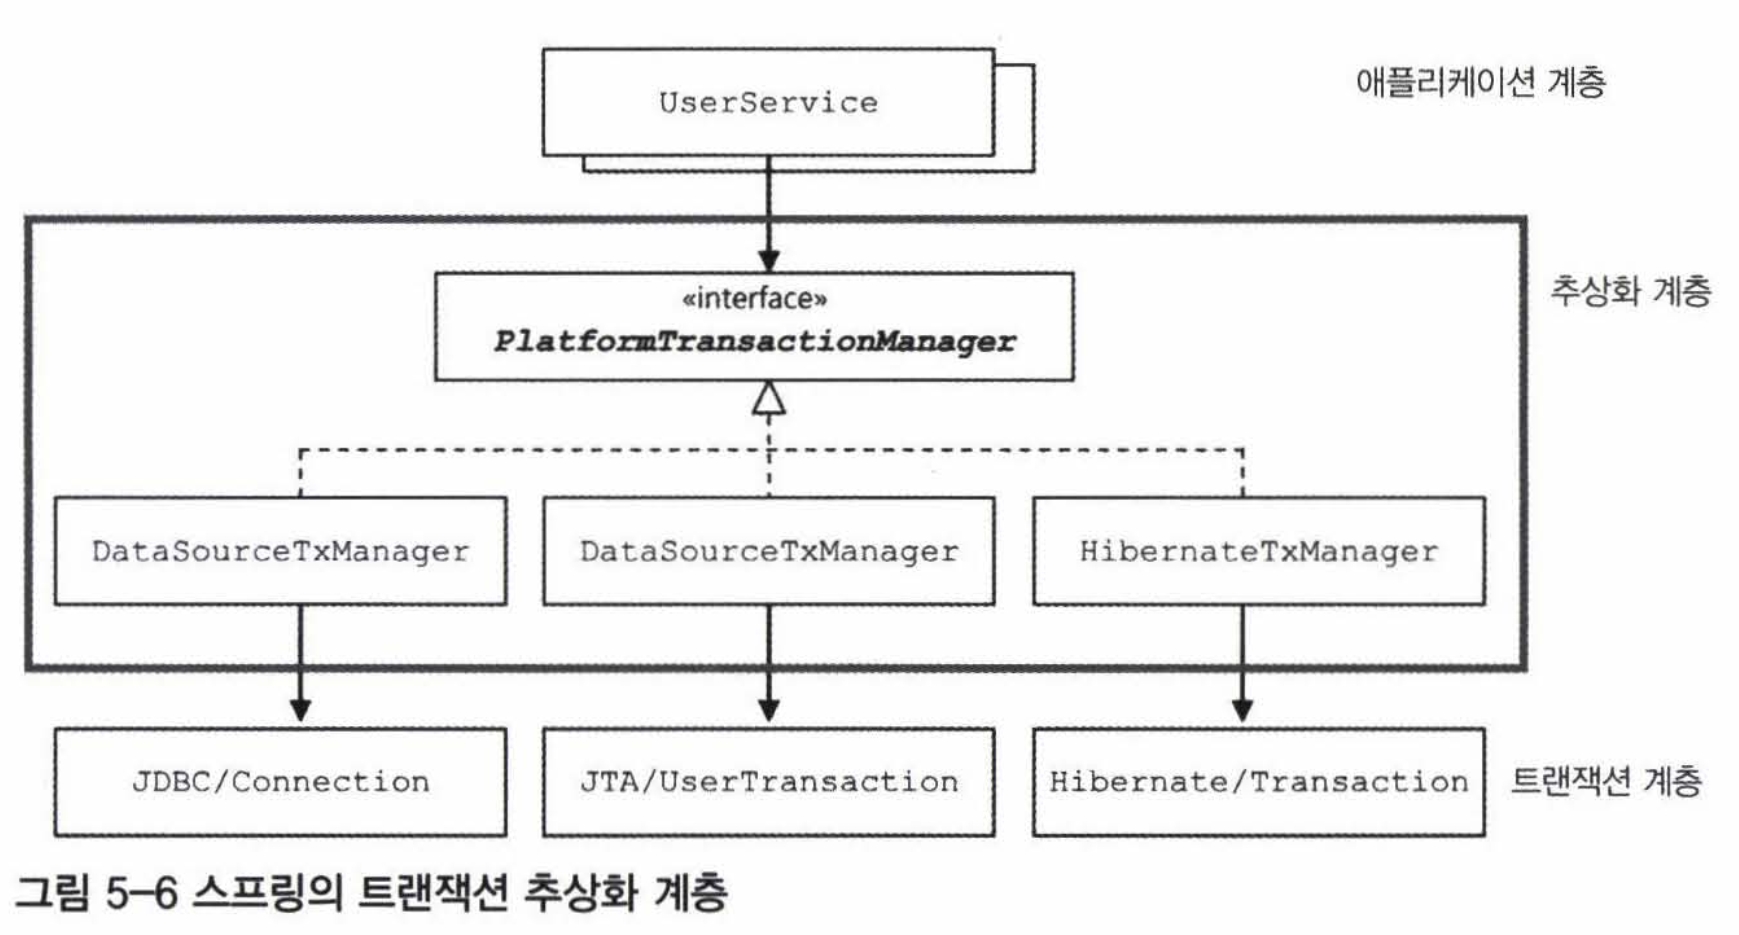 UserService
애플리케이션 계층
«interface»
PlatformTransactionManager
추상화 계층
DataSourceTxManager
DataSourceTxManager
HibernateTxManager
JDBC/Connection
JTA/UserTransaction
Hibernate/Transaction
트랜잭션 계층
그림 5-6 스프링의 트랜잭션 추상화 계층